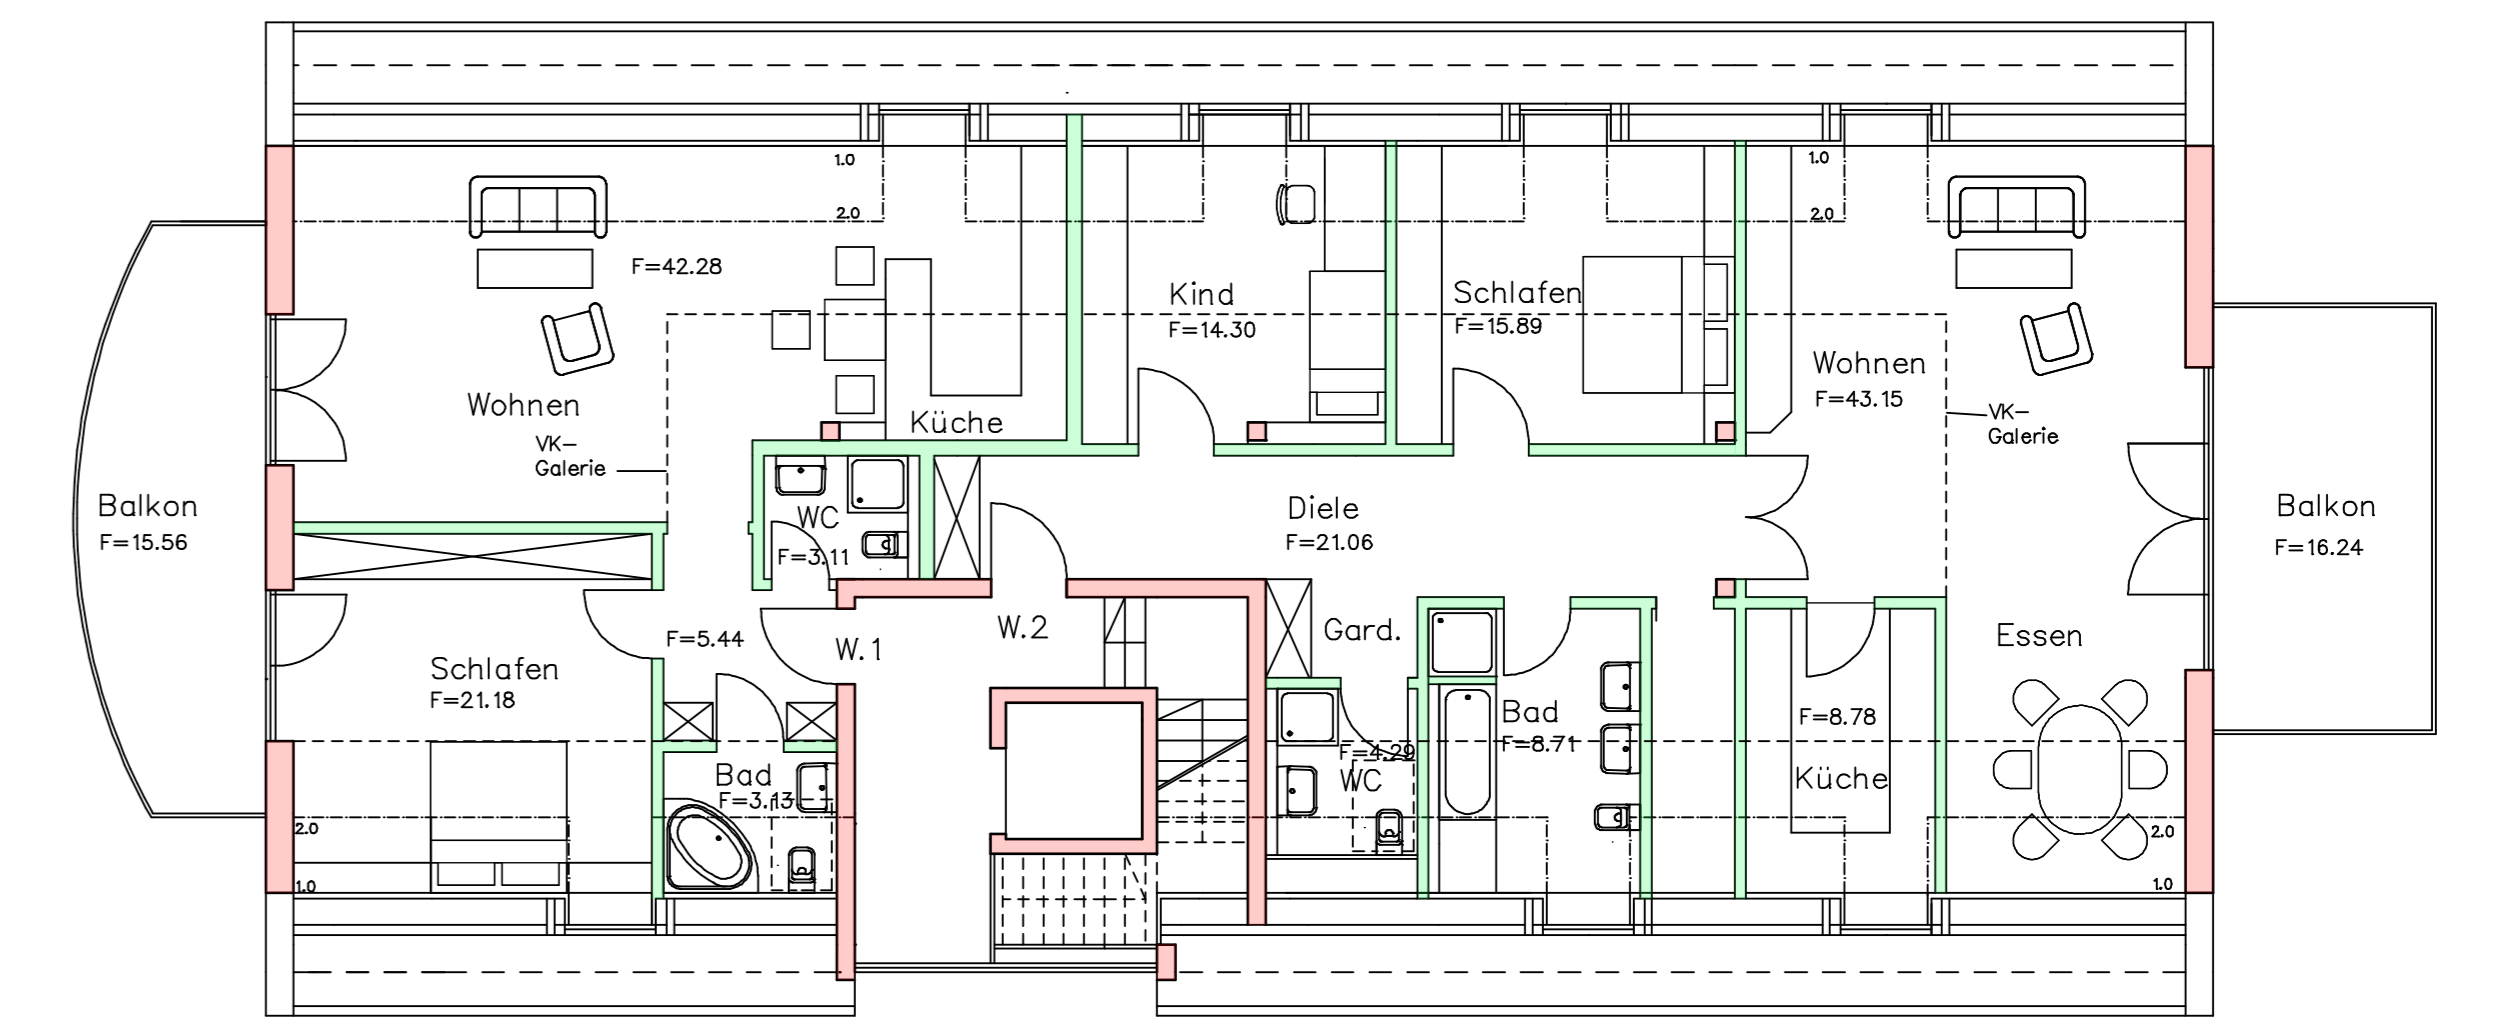 1.0
1.0
2.0
2.0
F=42.28
Kind
F=14.30
Schlafen
F=15.89
Wohnen
F=43.15
Wohnen
Küche
VK-
Galerie
VK-
Galerie
Balkon
F=15.56
WC
F=3.11
Diele
F=21.06
Balkon
F=16.24
F=5.44
W.1
W.2
Gard.
Essen
Schlafen
F=21.18
Bad
F=8.71
F=8.78
Küche
Bad
F=3.13
F=4.29
WC
2.0
2.0
1.0
1.0